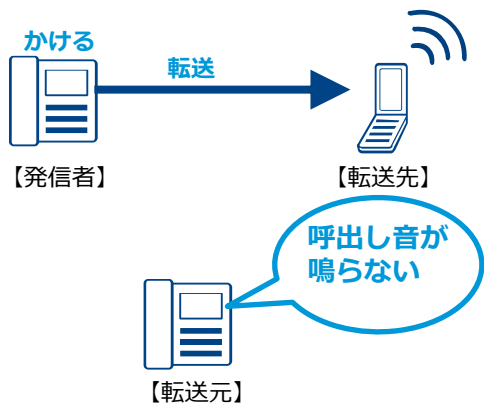 かける
転送
【発信者】
【転送先】
呼出し音が
鳴らない
【転送元】